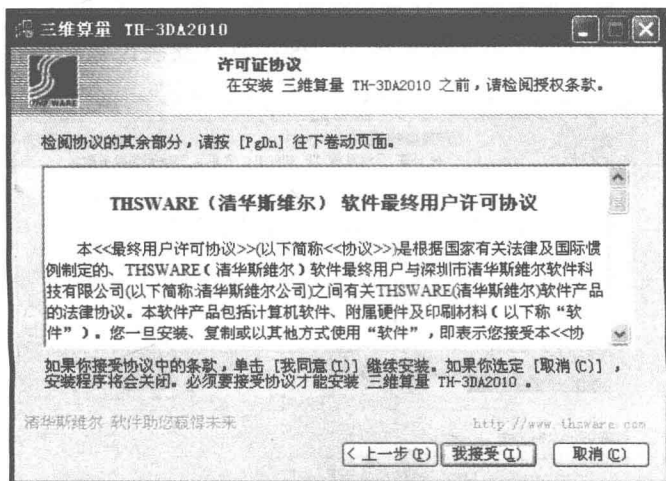 三维算量 TH-3DA2010
许可证协议
在安装 三维算量 TH-3DA2010 之前，请检阅授权条款。
THSWARE
检阅协议的其余部分，请按 [PgDn] 往下卷动页面。
THSWARE（清华斯维尔） 软件最终用户许可协议
本<<最终用户许可协议>>(以下简称<<协议>>)是根据国家有关法律及国际惯
例制定的、THSWARE（清华斯维尔）软件最终用户与深圳市清华斯维尔软件科
技有限公司(以下简称:清华斯维尔公司)之间有关THSWARE(清华斯维尔)软件产品
的法律协议。本软件产品包括计算机软件、附属硬件及印刷材料（以下称“软
件”）。您一旦安装、复制或以其他方式使用“软件”，即表示您接受本<<协
如果你接受协议中的条款，单击 [我同意(I)] 继续安装。如果你选定 [取消(C)] ，
安装程序将会关闭。必须要接受协议才能安装 三维算量 TH-3DA2010 。
清华斯维尔 软件助您赢得未来
http://www.thsware.com
< 上一步(P)
我接受(I)
取消(C)